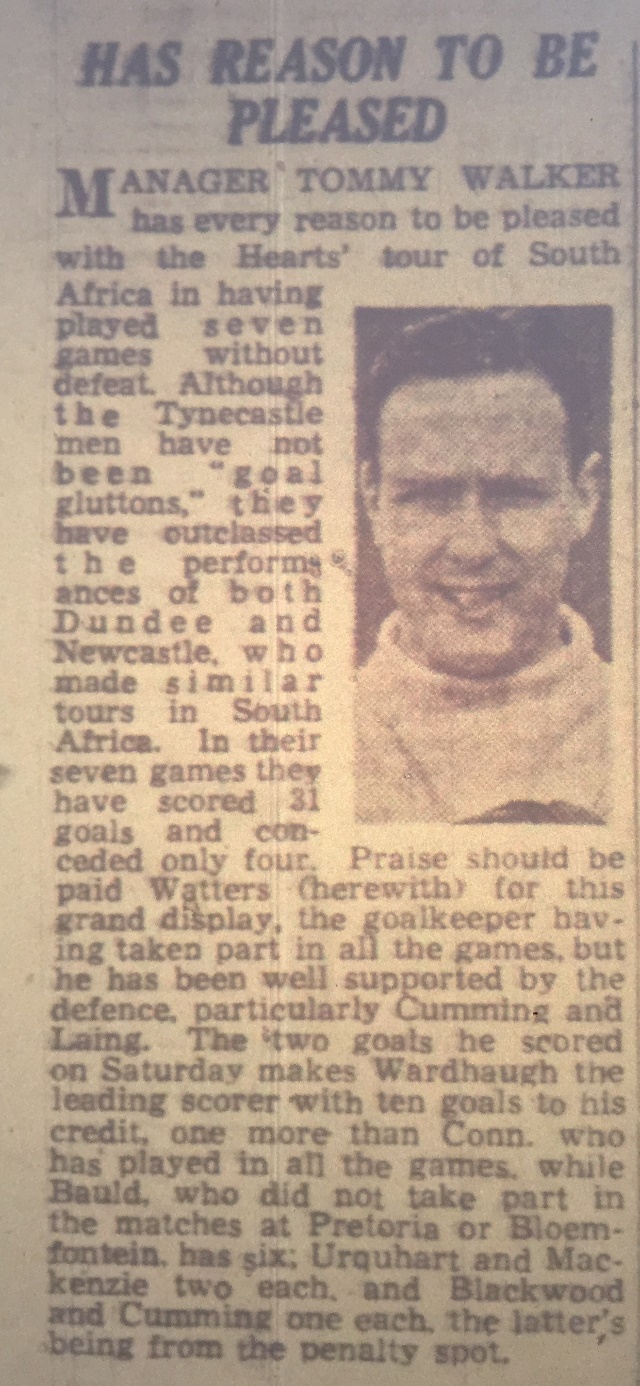 HAS REASON TO BE
PLEASED
MANAGER TOMMY WALKER
has every reason to be pleased
with the Hearts' tour of South
Africa in having
played seven
games without
defeat. Although
the Tynecastle
men have not
been "goal
gluttons," they
have outclassed
the perform-
ances of both
Dundee and
Newcastle, who
made similar
tours in South
Africa. In their
seven games they
have scored 31
goals and con-
ceded only four. Praise should be
paid Watters (herewith) for this
grand display, the goalkeeper hav-
ing taken part in all the games, but
he has been well supported by the
defence, particularly Cumming and
Laing. The two goals he scored
on Saturday makes Wardhaugh the
leading scorer with ten goals to his
credit, one more than Conn. who
has played in all the games, while
Bauld, who did not take part in
the matches at Pretoria or Bloem-
fontein, has six; Urquhart and Mac-
kenzie two each, and Blackwood
and Cumming one each, the latter's
being from the penalty spot.